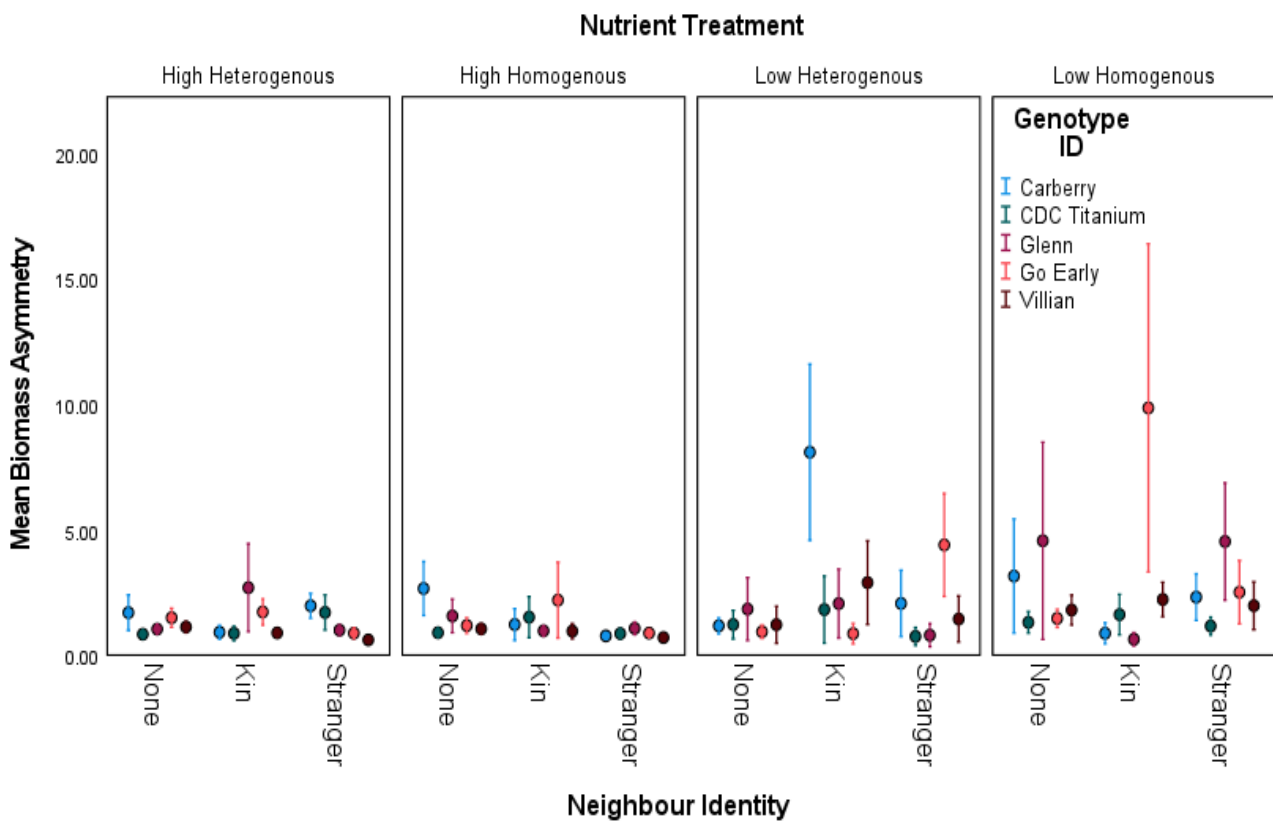 Nutrient Treatment
High Heterogenous
High Homogenous
Low Heterogenous
Low Homogenous
Genotype
ID
Carberry
CDC Titanium
Glenn
Go Early
Villian
Mean Biomass Asymmetry
20.00
15.00
10.00
5.00
0.00
None
Kin
Stranger
None
Kin
Stranger
None
Kin
Stranger
None
Kin
Stranger
Neighbour Identity